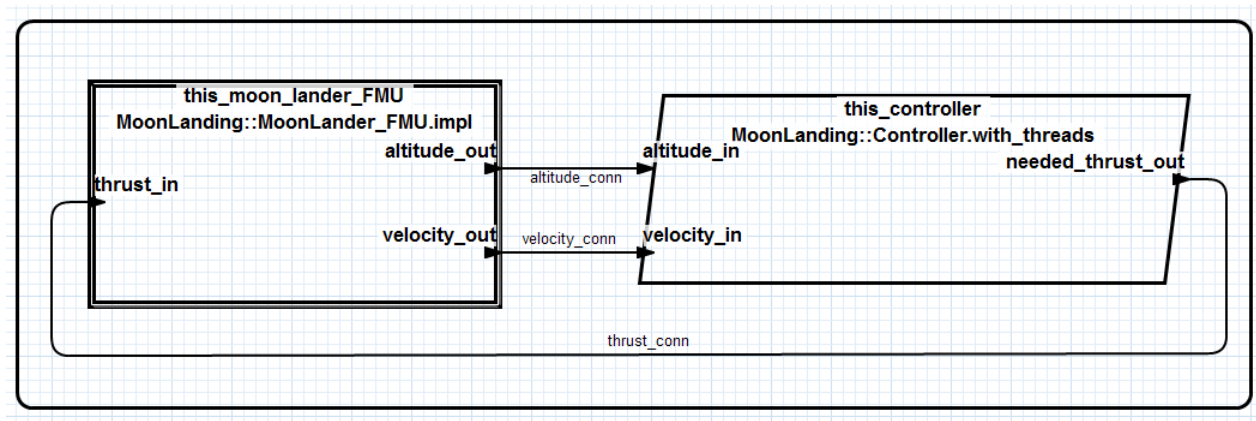 this_moon_lander_FMU
MoonLanding::MoonLander_FMU.impl
altitude_out
thrust_in
velocity_out
altitude_conn
velocity_conn
this_controller
MoonLanding::Controller.with_threads
altitude_in
needed_thrust_out
velocity_in
thrust_conn